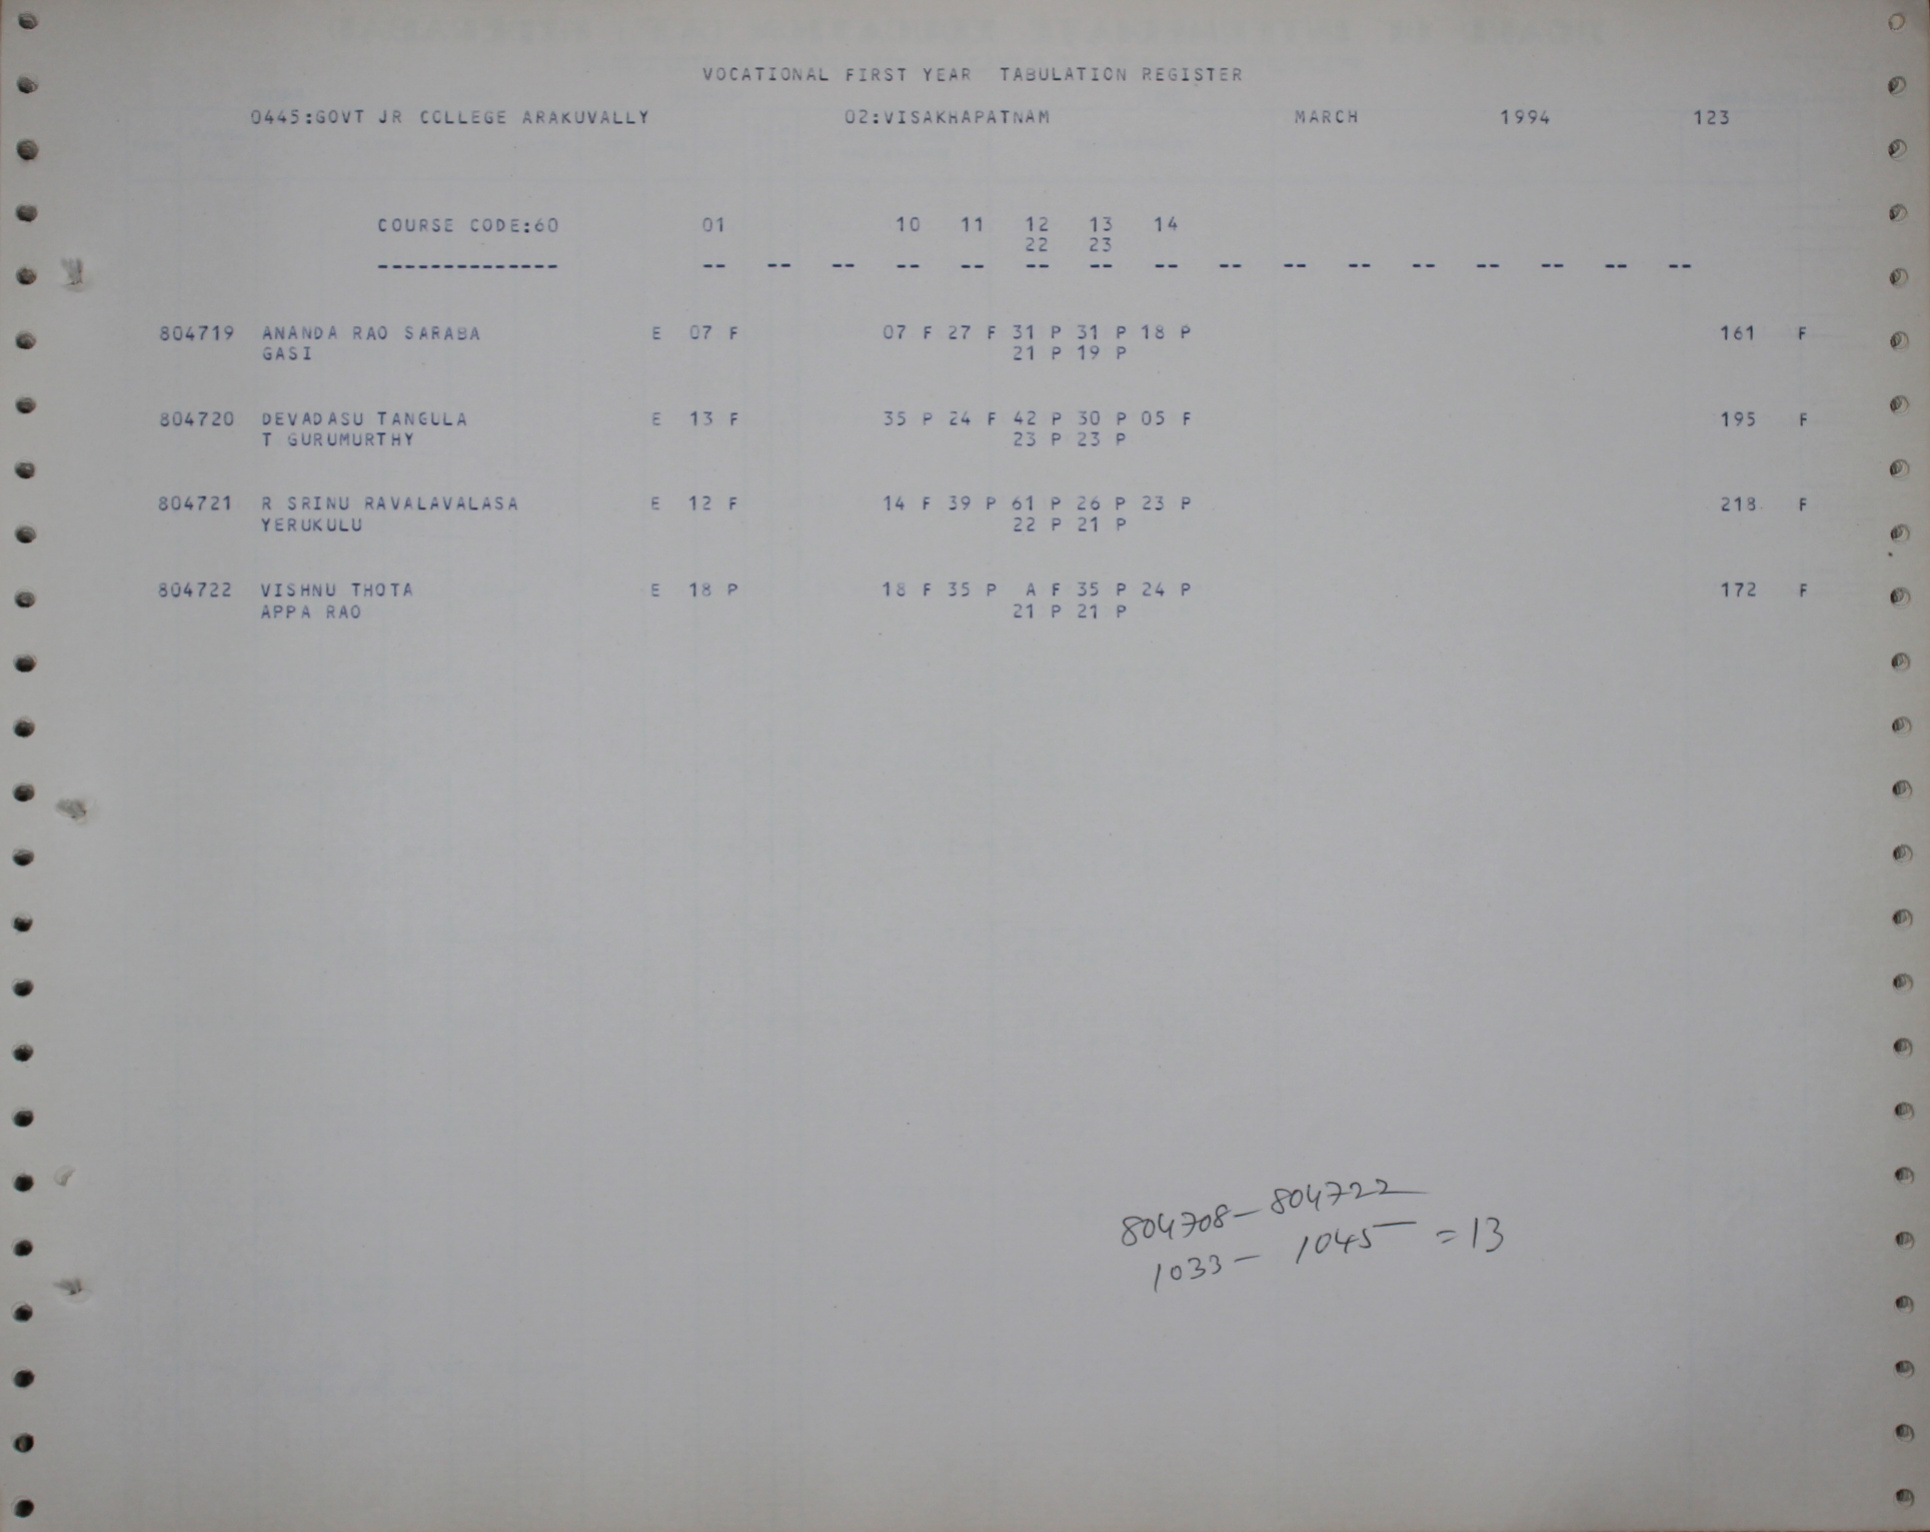 VOCATIONAL FIRST YEAR TABULATION REGISTER
0445:GOVT JR COLLEGE ARAKUVALLY 02:VISAKHAPATNAM MARCH 1994 123
COURSE CODE:60 01 10 11 12 13 14
22 23
-------------- -- -- -- -- -- -- -- -- -- -- -- -- -- -- -- --
804719 ANANDA RAO SARABA E 07 F 07 F 27 F 31 P 31 P 18 P 161 F
GASI 21 P 19 P
804720 DEVADASU TANGULA E 13 F 35 P 24 F 42 P 30 P 05 F 195 F
T GURUMURTHY 23 P 23 P
804721 R SRINU RAVALAVALASA E 12 F 14 F 39 P 61 P 26 P 23 P 218 F
YERUKULU 22 P 21 P
804722 VISHNU THOTA E 18 P 18 F 35 P A F 35 P 24 P 172 F
APPA RAO 21 P 21 P
804708 - 804722
1033 - 1045 = 13